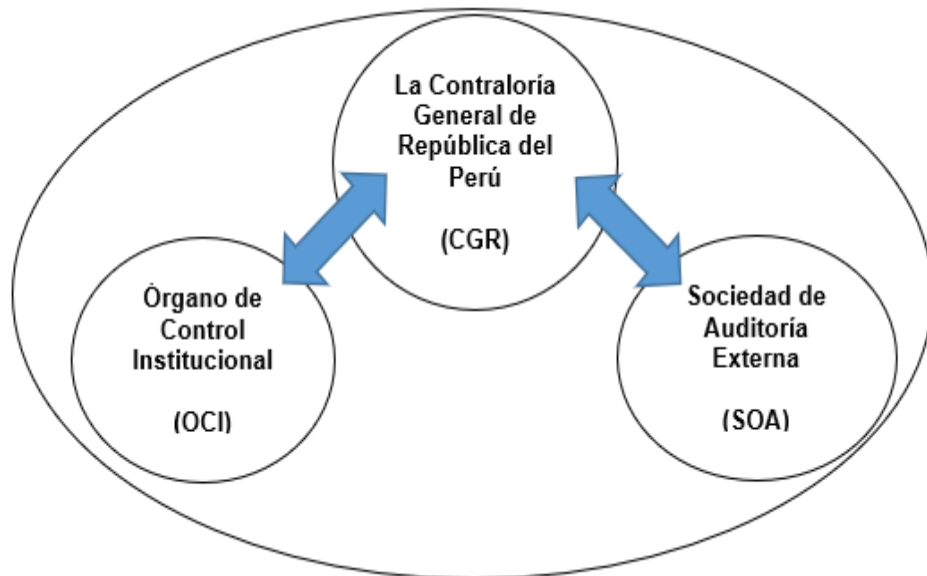 La Contraloría
General de
República del
Perú
(CGR)
Órgano de
Control
Institucional
(OCI)
Sociedad de
Auditoría
Externa
(SOA)